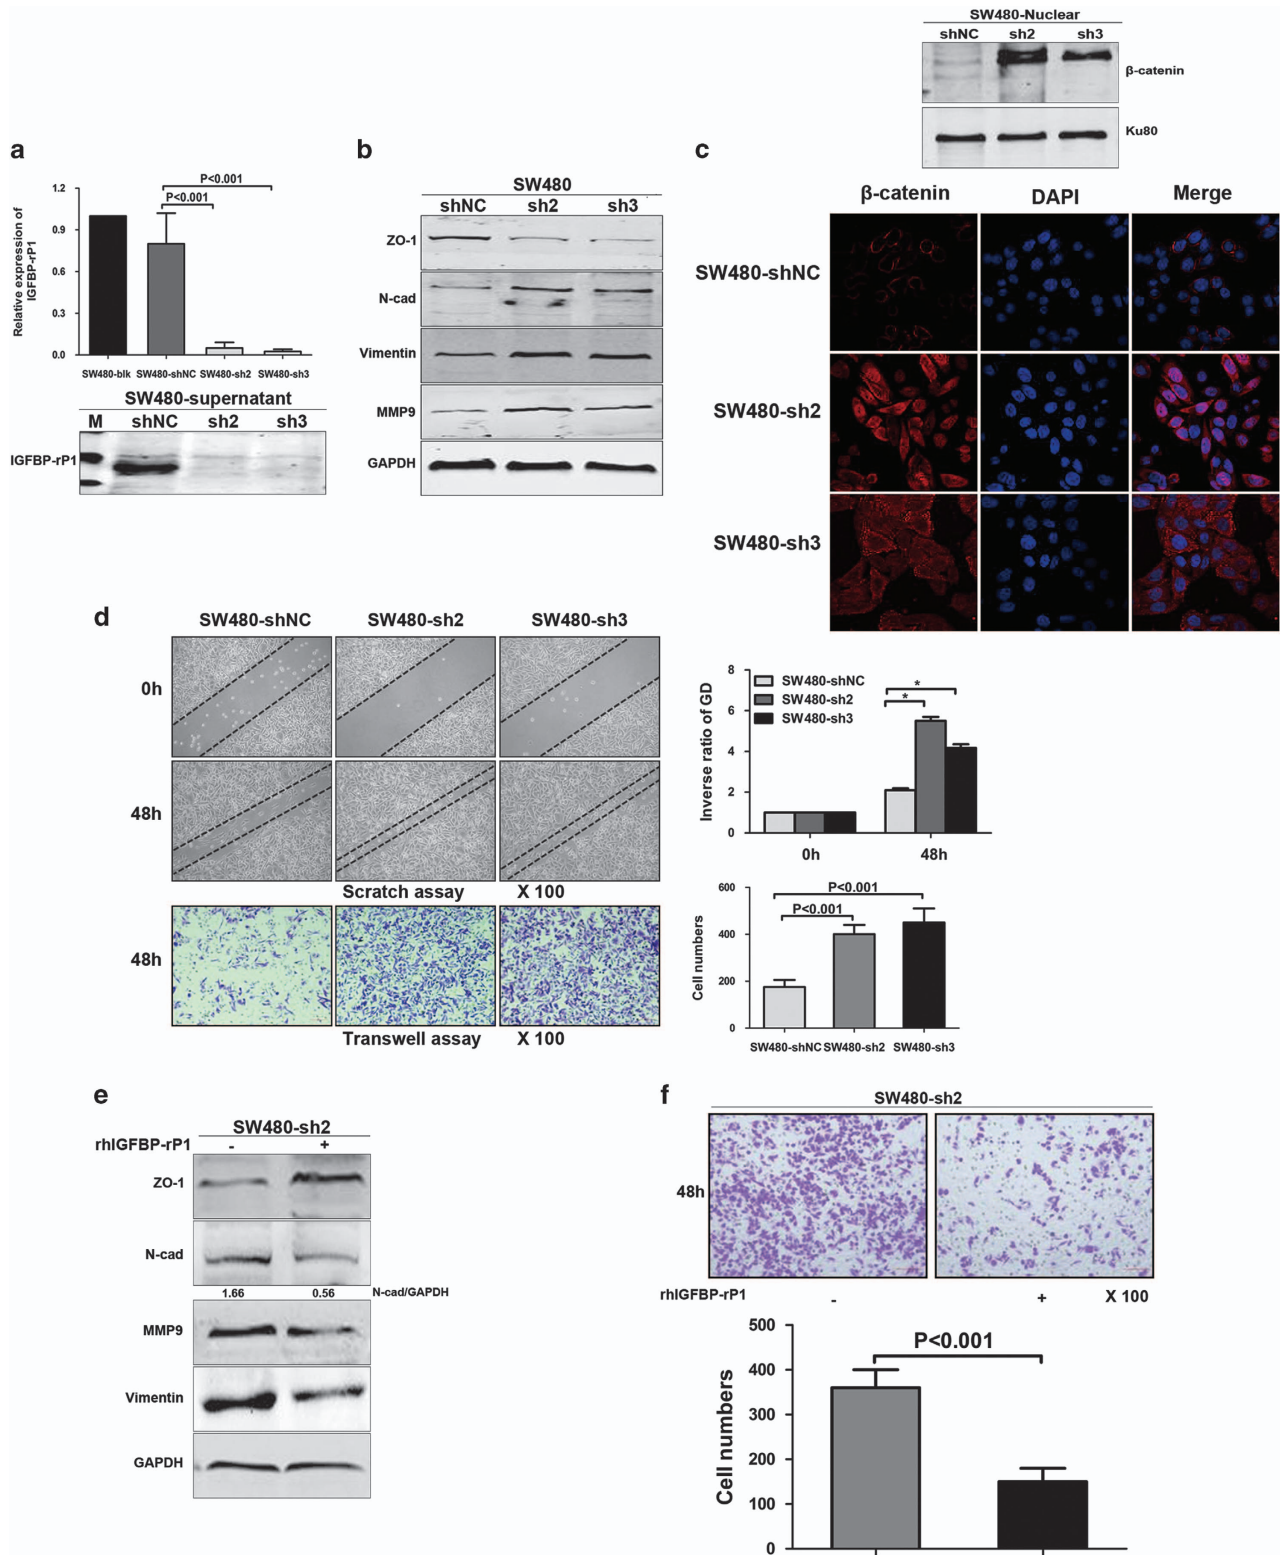 SW480-Nuclear
shNC sh2 sh3
β-catenin
Ku80
a
P<0.001
P<0.001
Relative expression of
IGFBP-rP1
1.2
0.9
0.6
0.3
0.0
SW480-blk SW480-shNC SW480-sh2 SW480-sh3
SW480-supernatant
M shNC sh2 sh3
IGFBP-rP1
b
SW480
shNC sh2 sh3
ZO-1
N-cad
Vimentin
MMP9
GAPDH
c
β-catenin DAPI Merge
SW480-shNC
SW480-sh2
SW480-sh3
d
SW480-shNC SW480-sh2 SW480-sh3
0h
48h
Scratch assay X 100
48h
Transwell assay X 100
Inverse ratio of GD
8
6
4
2
0
SW480-shNC
SW480-sh2
SW480-sh3
*
*
0h 48h
Cell numbers
600
400
200
0
P<0.001
P<0.001
SW480-shNC SW480-sh2 SW480-sh3
e
SW480-sh2
rhIGFBP-rP1 - +
ZO-1
N-cad
1.66 0.56 N-cad/GAPDH
MMP9
Vimentin
GAPDH
f
SW480-sh2
48h
rhIGFBP-rP1 - + X 100
Cell numbers
500
400
300
200
100
0
P<0.001